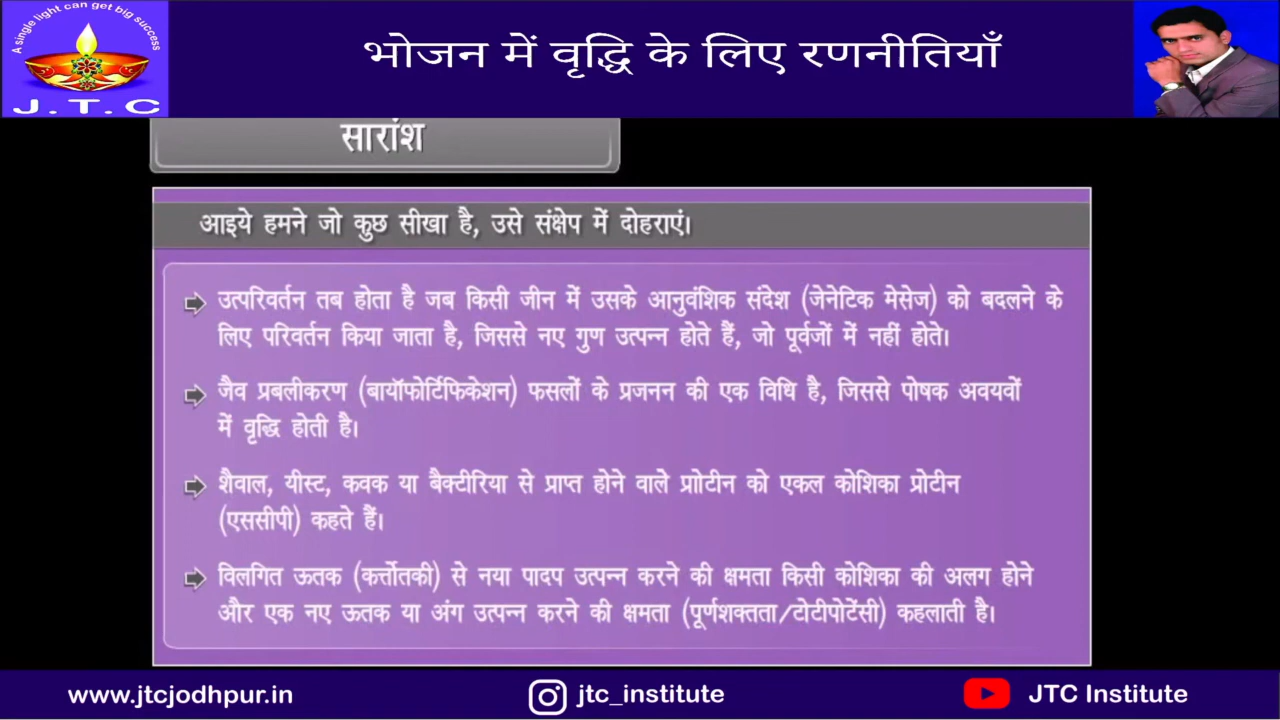 A single light can get big success
J.T.C
भोजन में वृद्धि के लिए रणनीतियाँ
सारांश
आइये हमने जो कुछ सीखा है, उसे संक्षेप में दोहराएं।
उत्परिवर्तन तब होता है जब किसी जीन में उसके आनुवंशिक संदेश (जेनेटिक मेसेज) को बदलने के
लिए परिवर्तन किया जाता है, जिससे नए गुण उत्पन्न होते हैं, जो पूर्वजों में नहीं होते।
जैव प्रबलीकरण (बायॉफोर्टिफिकेशन) फसलों के प्रजनन की एक विधि है, जिससे पोषक अवयवों
में वृद्धि होती है।
शैवाल, यीस्ट, कवक या बैक्टीरिया से प्राप्त होने वाले प्राोटीन को एकल कोशिका प्रोटीन
(एससीपी) कहते हैं।
विलगित ऊतक (कर्त्तोतकी) से नया पादप उत्पन्न करने की क्षमता किसी कोशिका की अलग होने
और एक नए ऊतक या अंग उत्पन्न करने की क्षमता (पूर्णशक्तता/टोटीपोटेंसी) कहलाती है।
www.jtcjodhpur.in
jtc_institute
JTC Institute